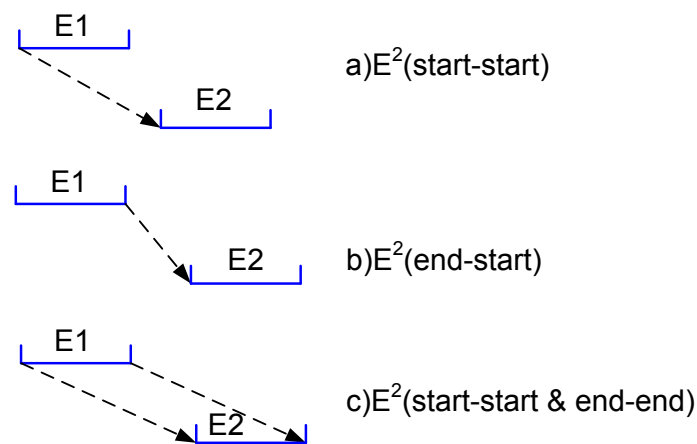 E1
a)E²(start-start)
E2
E1
E2
b)E²(end-start)
E1
c)E²(start-start & end-end)
E2